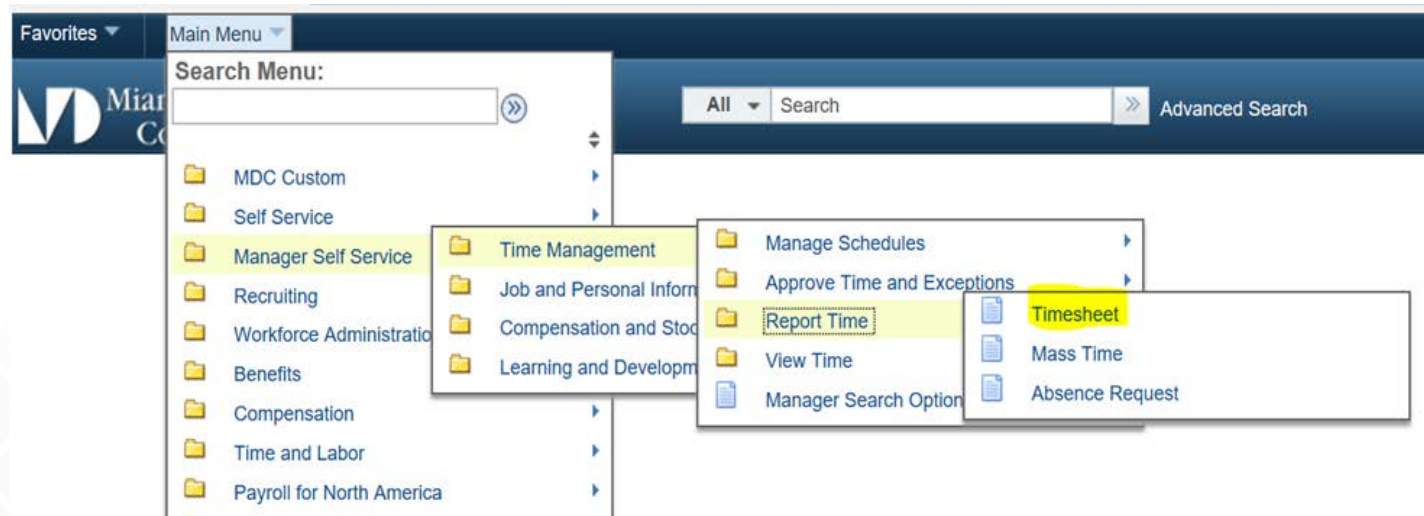 Favorites
Main Menu
Search Menu:
All
Search
Advanced Search
MDC Custom
Self Service
Manager Self Service
Recruiting
Workforce Administratio
Benefits
Compensation
Time and Labor
Payroll for North America
Time Management
Job and Personal Inform
Compensation and Stoc
Learning and Developm
Manage Schedules
Approve Time and Exceptions
Report Time
View Time
Manager Search Option
Timesheet
Mass Time
Absence Request